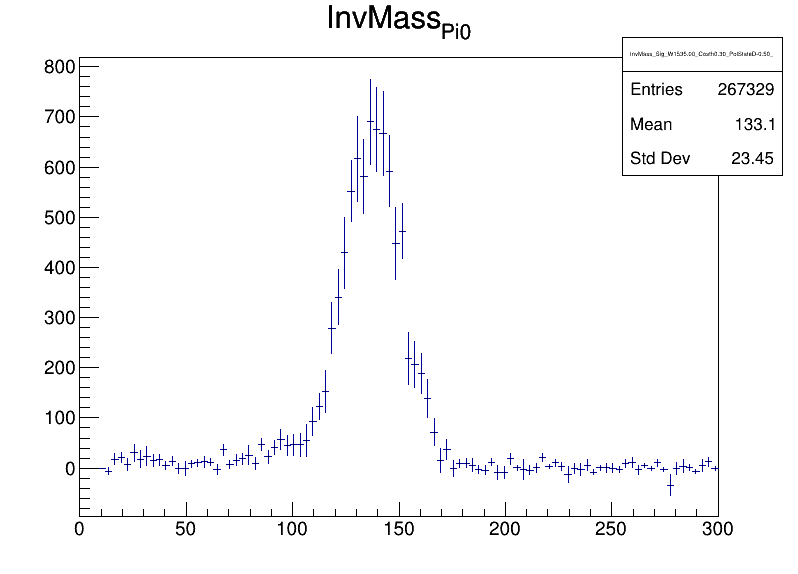 InvMass_Pi0
InvMass_Sig_W1535.00_Costh0.30_PolStateD-0.50_
Entries 267329
Mean 133.1
Std Dev 23.45
800
700
600
500
400
300
200
100
0
0 50 100 150 200 250 300